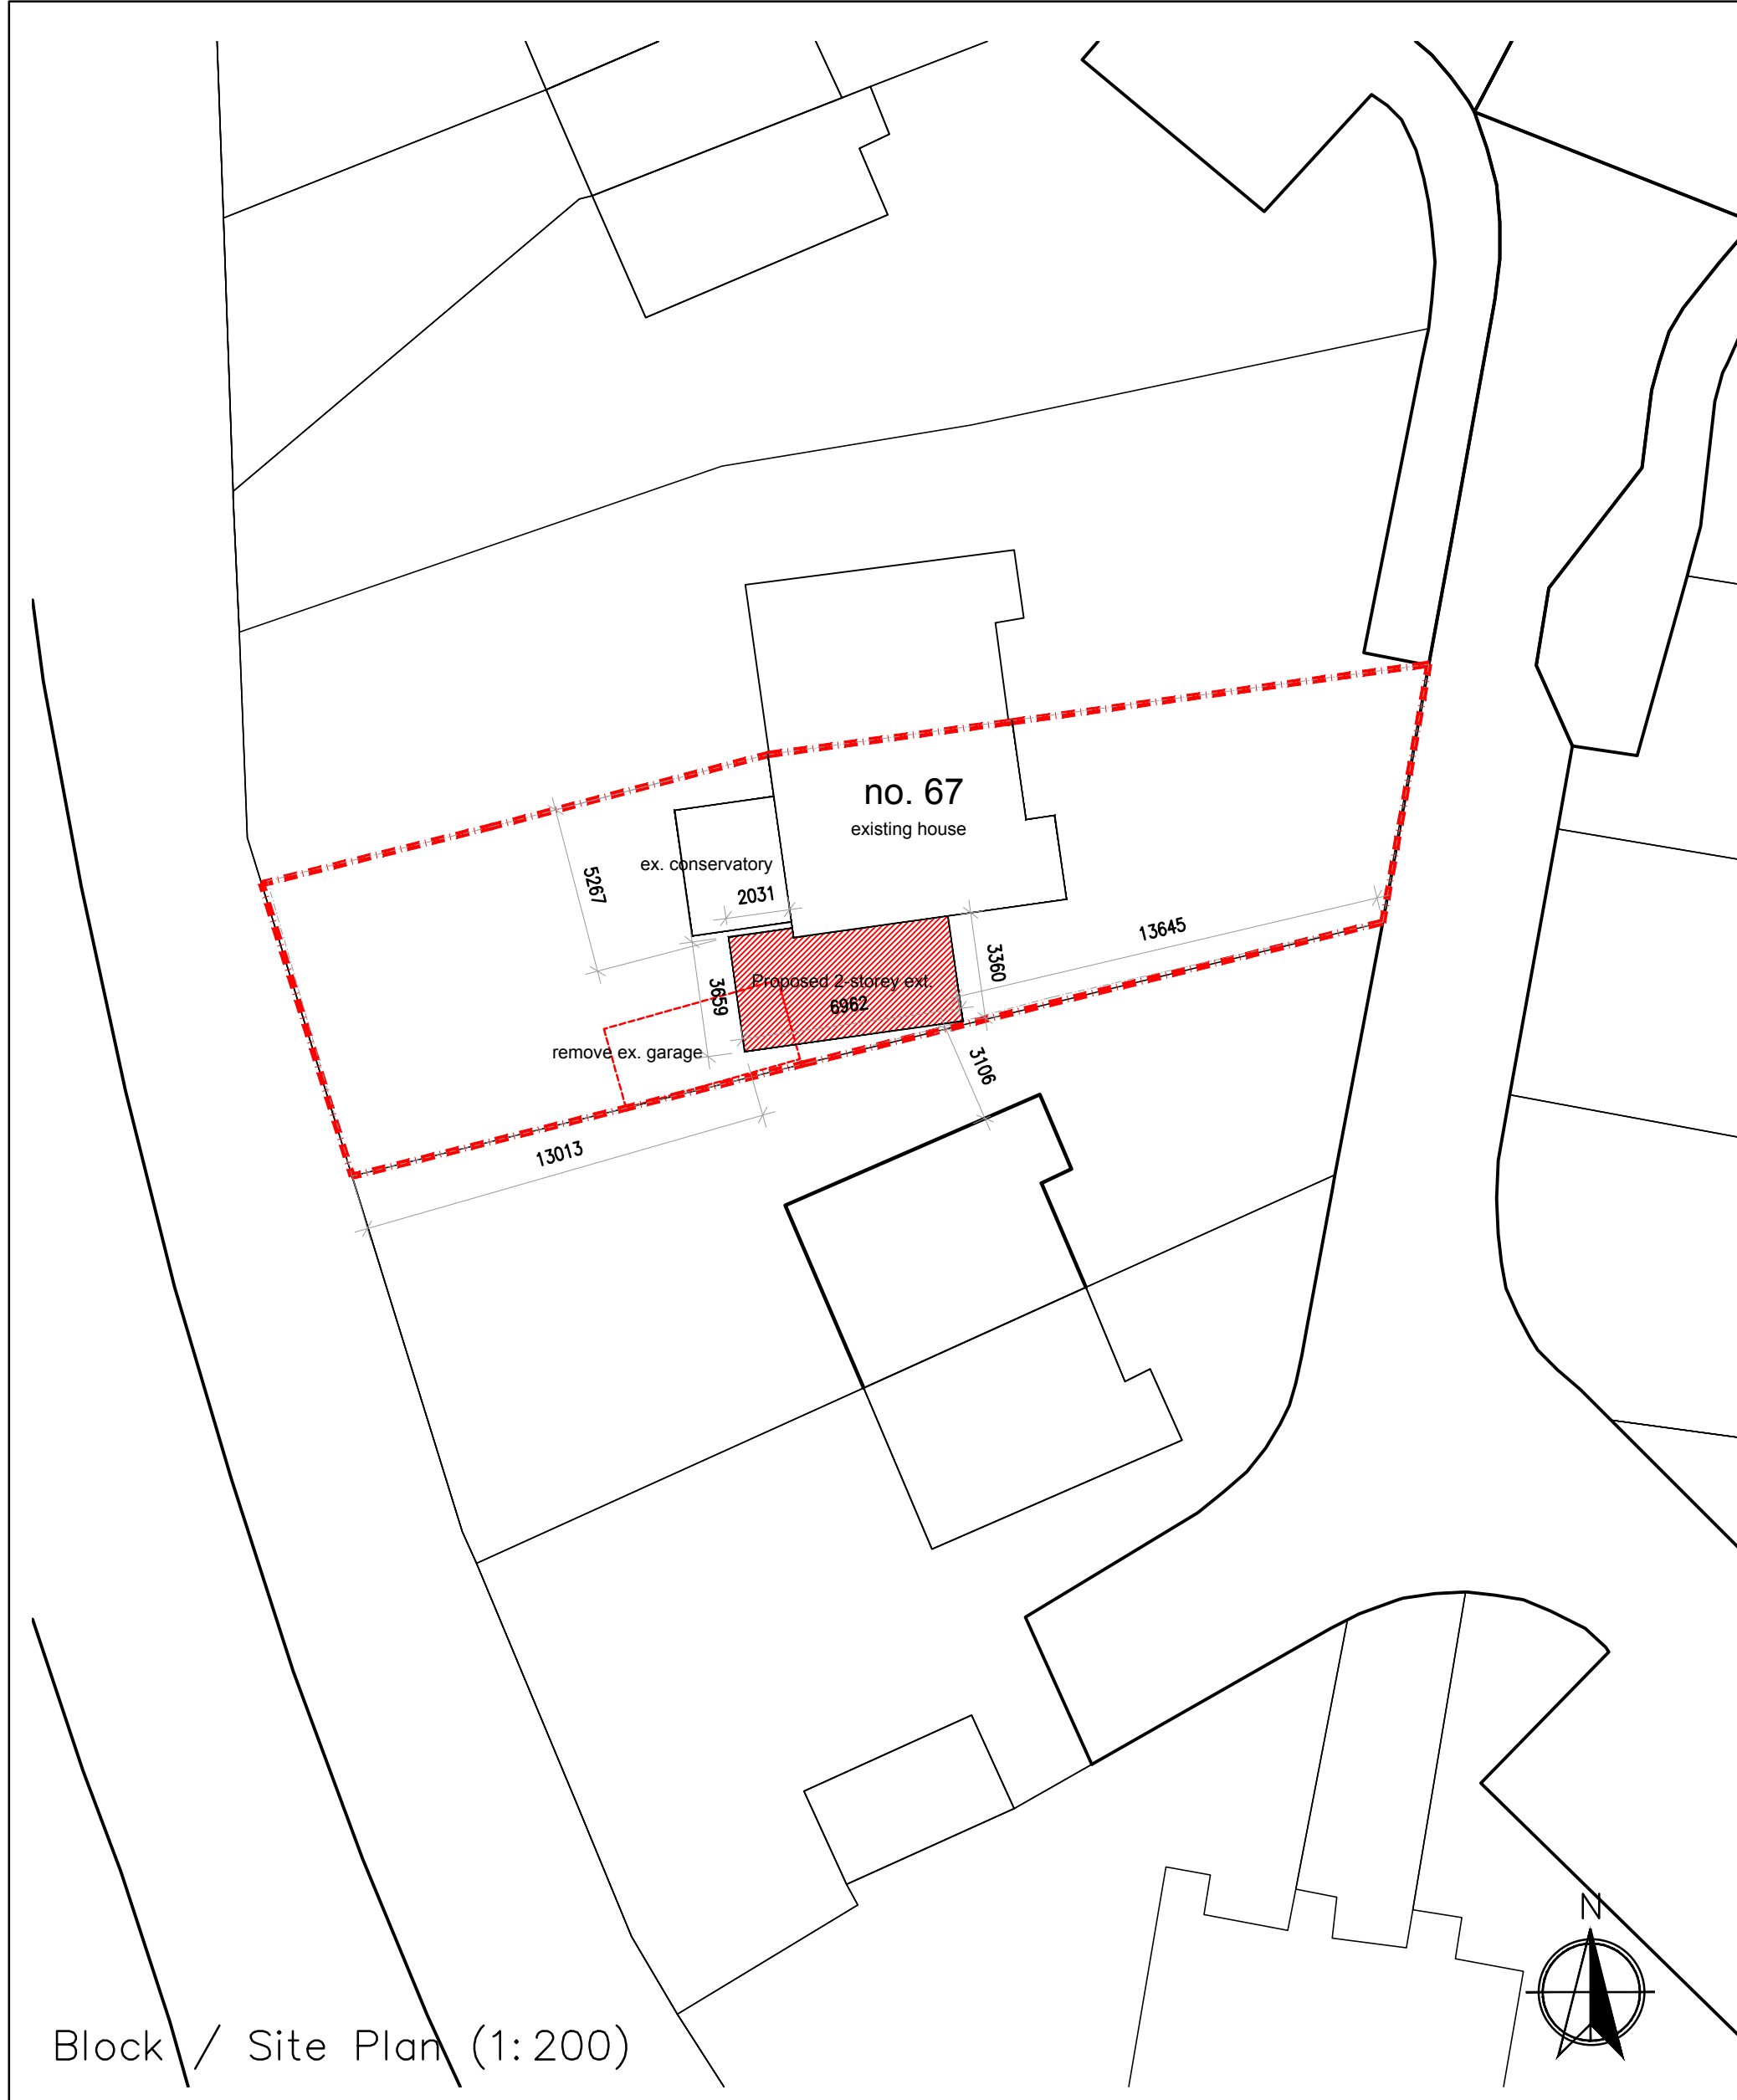 no. 67
existing house
ex. conservatory
5267
2031
13645
3360
Proposed 2-storey ext.
3659
6962
remove ex. garage
3106
13013
N
Block / Site Plan (1:200)